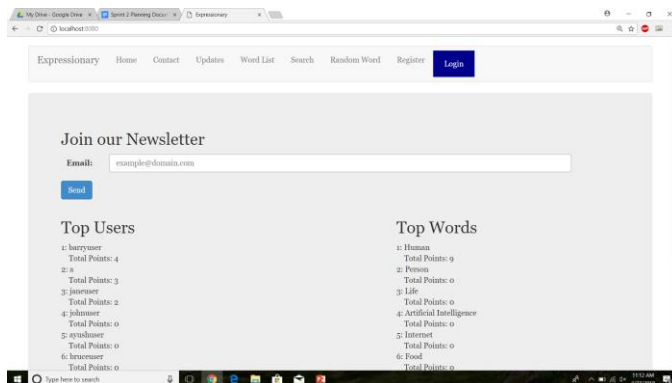 My Drive - Google Drive
Sprint 2 Planning Docum
Expressionary
localhost:8080
Expressionary Home Contact Updates Word List Search Random Word Register Login
Join our Newsletter
Email: example@domain.com
Send
Top Users
1: barryuser
Total Points: 4
2: a
Total Points: 3
3: janeuser
Total Points: 2
4: johnuser
Total Points: 0
5: ayushuser
Total Points: 0
6: bruceuser
Total Points: 0
Top Words
1: Human
Total Points: 9
2: Person
Total Points: 0
3: Life
Total Points: 0
4: Artificial Intelligence
Total Points: 0
5: Internet
Total Points: 0
6: Food
Total Points: 0
Type here to search
11:12 AM